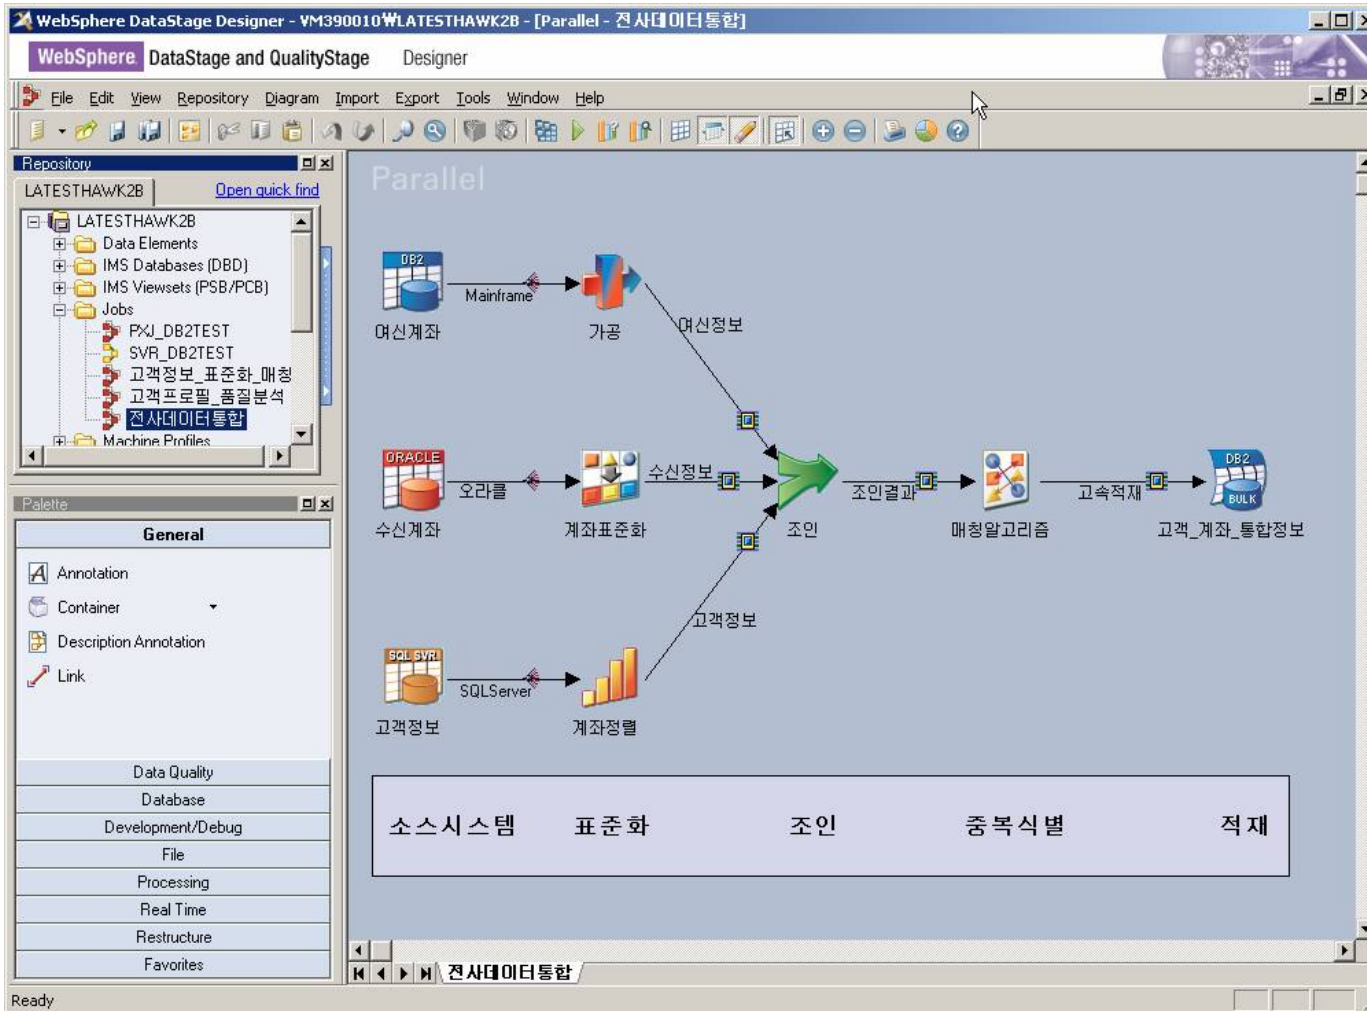 WebSphere DataStage Designer - VM390010₩LATESTHAWK2B - [Parallel - 전사데이터통합]
WebSphere. DataStage and QualityStage Designer
File Edit View Repository Diagram Import Export Tools Window Help
Repository
LATESTHAWK2B Open quick find
LATESTHAWK2B
Data Elements
IMS Databases (DBD)
IMS Viewsets (PSB/PCB)
Jobs
PXJ_DB2TEST
SVR_DB2TEST
고객정보_표준화_매칭
고객프로필_품질분석
전사데이터통합
Machine Profiles
Palette
General
Annotation
Container
Description Annotation
Link
Data Quality
Database
Development/Debug
File
Processing
Real Time
Restructure
Favorites
Parallel
DB2
Mainframe
여신계좌
가공
여신정보
ORACLE
오라클
수신계좌
계좌표준화
수신정보
조인
조인결과
매칭알고리즘
고속적재
DB2
BULK
고객_계좌_통합정보
고객정보
SQL SVR
SQLServer
고객정보
계좌정렬
소스시스템 표준화 조인 중복식별 적재
전사데이터통합
Ready